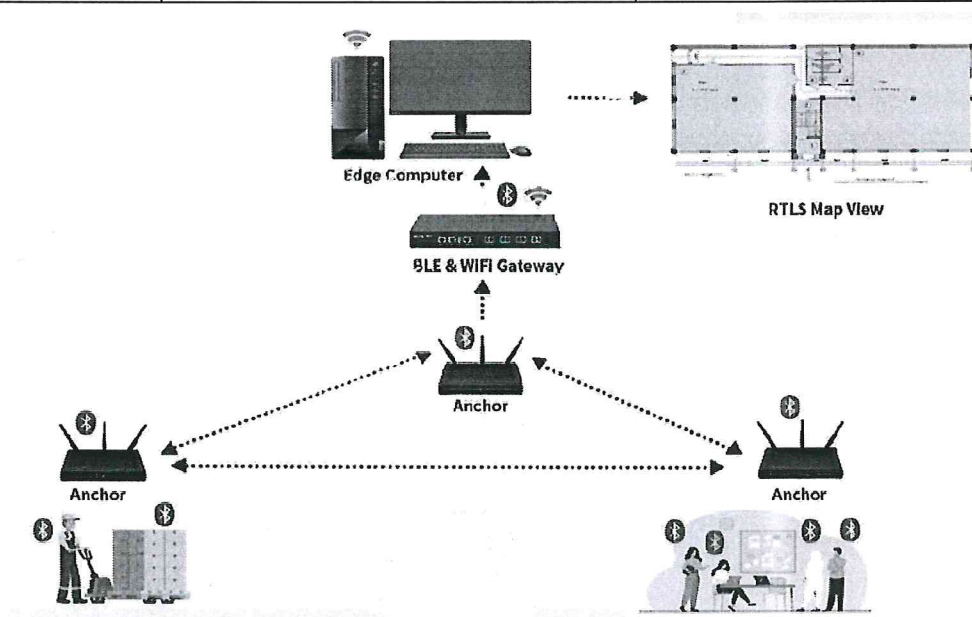 Edge Computer
RTLS Map View
BLE & WiFi Gateway
Anchor
Anchor
Anchor